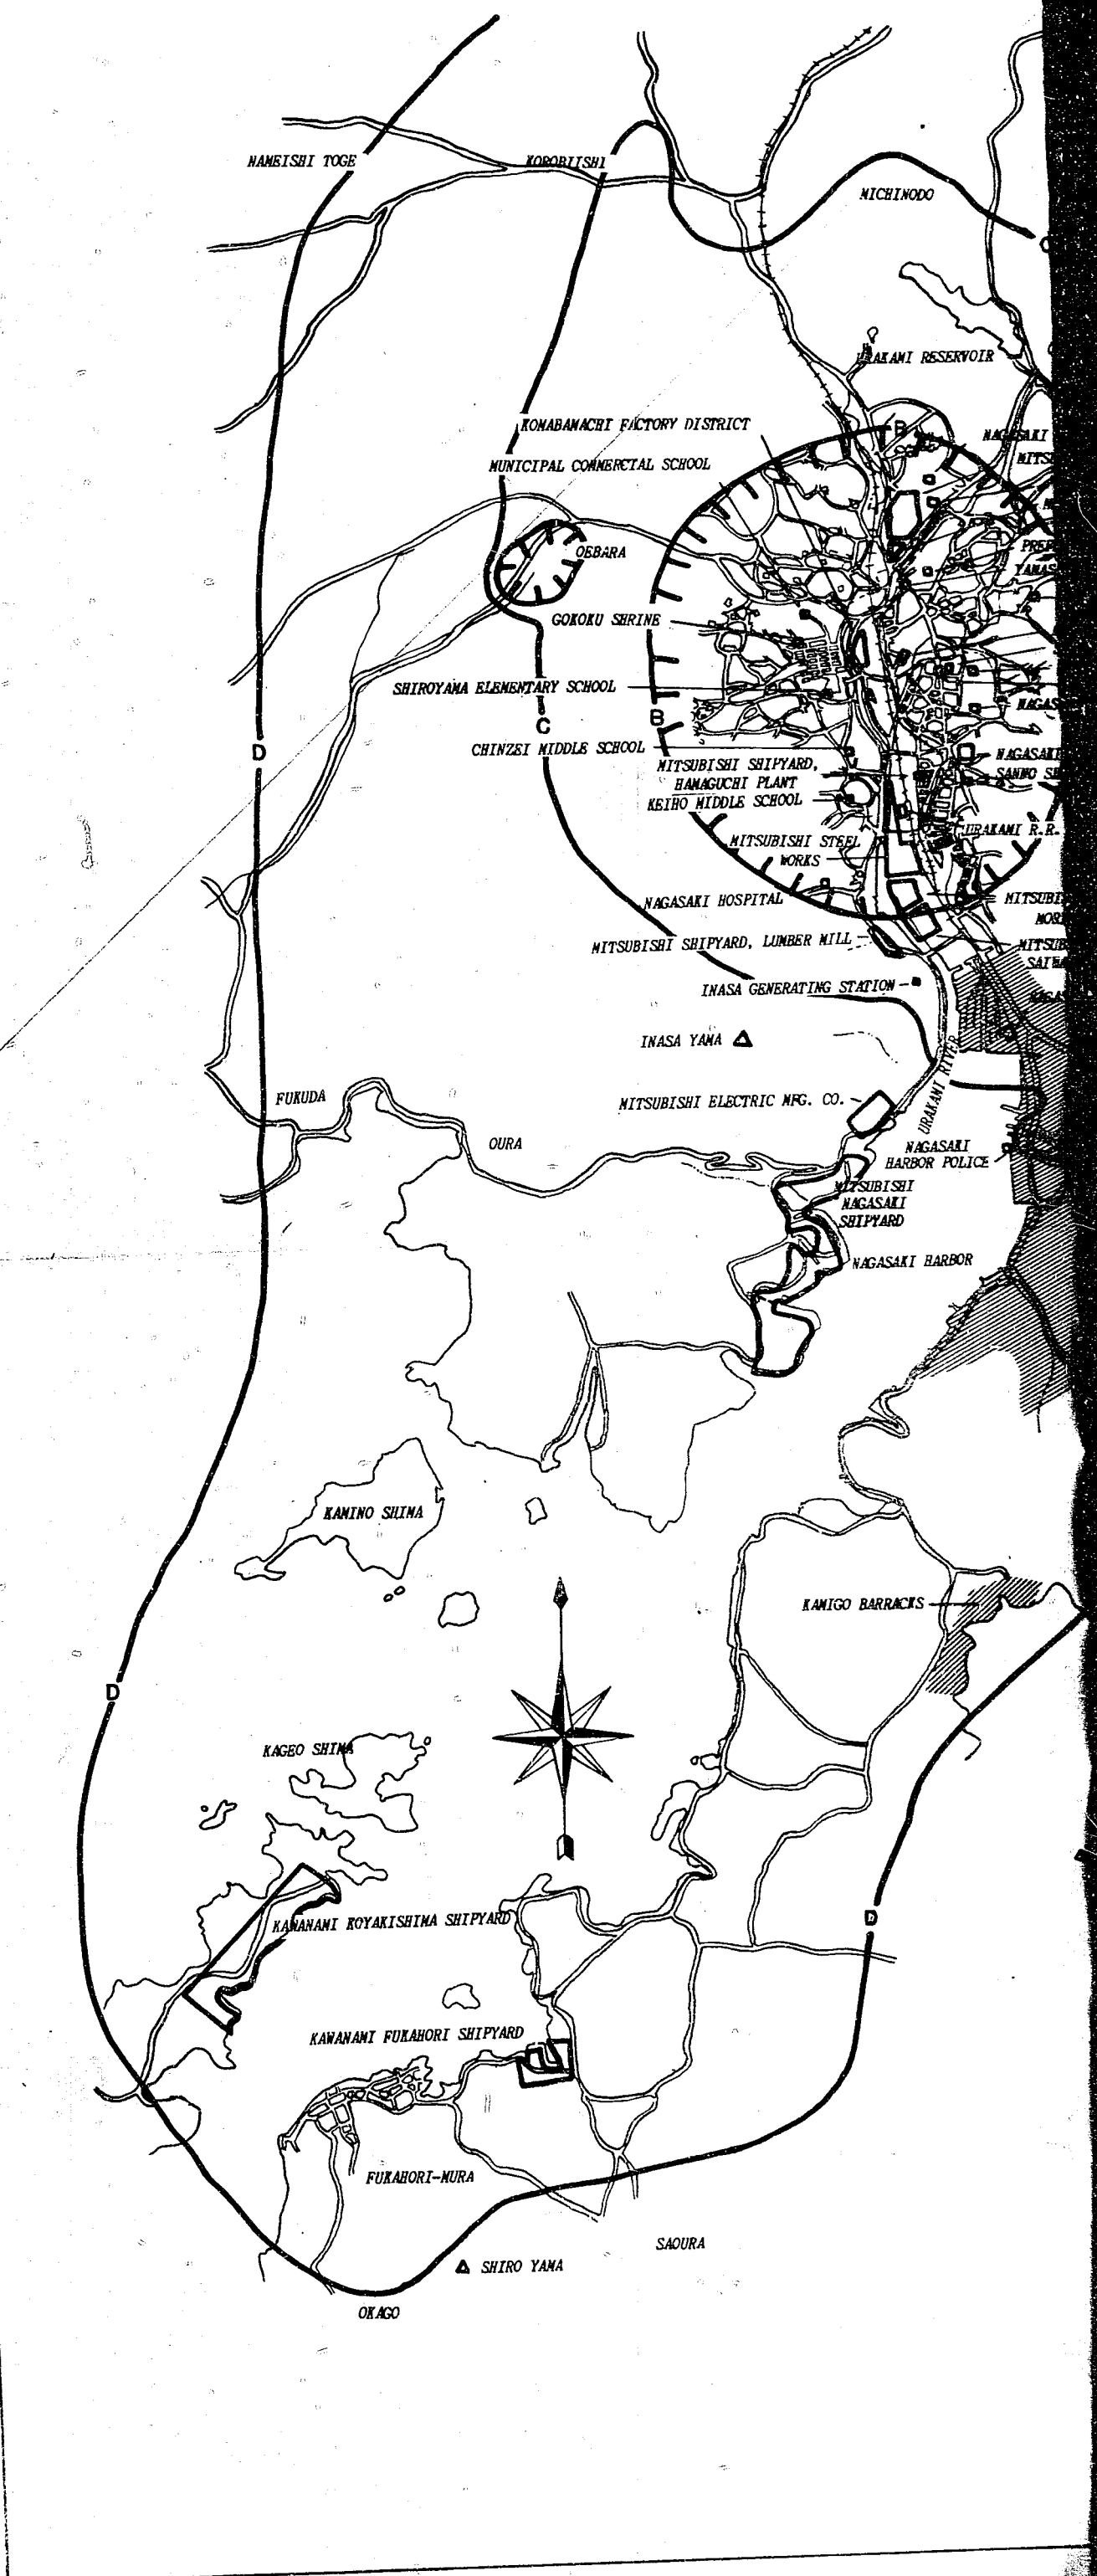 NAMEISHI TOGE
KOROBIISHI
MICHINODO
C
URAKAMI RESERVOIR
KOMABAMACHI FACTORY DISTRICT
B
NAGASAKI
MUNICIPAL COMMERCIAL SCHOOL
OEBARA
GOKOKU SHRINE
SHIROYAMA ELEMENTARY SCHOOL
B
C
D
CHINZEI MIDDLE SCHOOL
NAGASAKI
MITSUBISHI SHIPYARD,
HAMAGUCHI PLANT
KEIHO MIDDLE SCHOOL
URAKAMI R.R.
MITSUBISHI STEEL
WORKS
NAGASAKI HOSPITAL
MITSUBISHI SHIPYARD, LUMBER MILL
INASA GENERATING STATION
INASA YAMA
URAKAMI RIVER
FUKUDA
MITSUBISHI ELECTRIC MFG. CO.
OURA
NAGASAKI
HARBOR POLICE
MITSUBISHI
NAGASAKI
SHIPYARD
NAGASAKI HARBOR
KAMINO SHIMA
KAMIGO BARRACKS
D
KAGEO SHIMA
D
KAWANAMI KOYAKISHIMA SHIPYARD
KAWANAMI FUKAHORI SHIPYARD
FUKAHORI-MURA
SAOURA
SHIRO YAMA
OKAGO